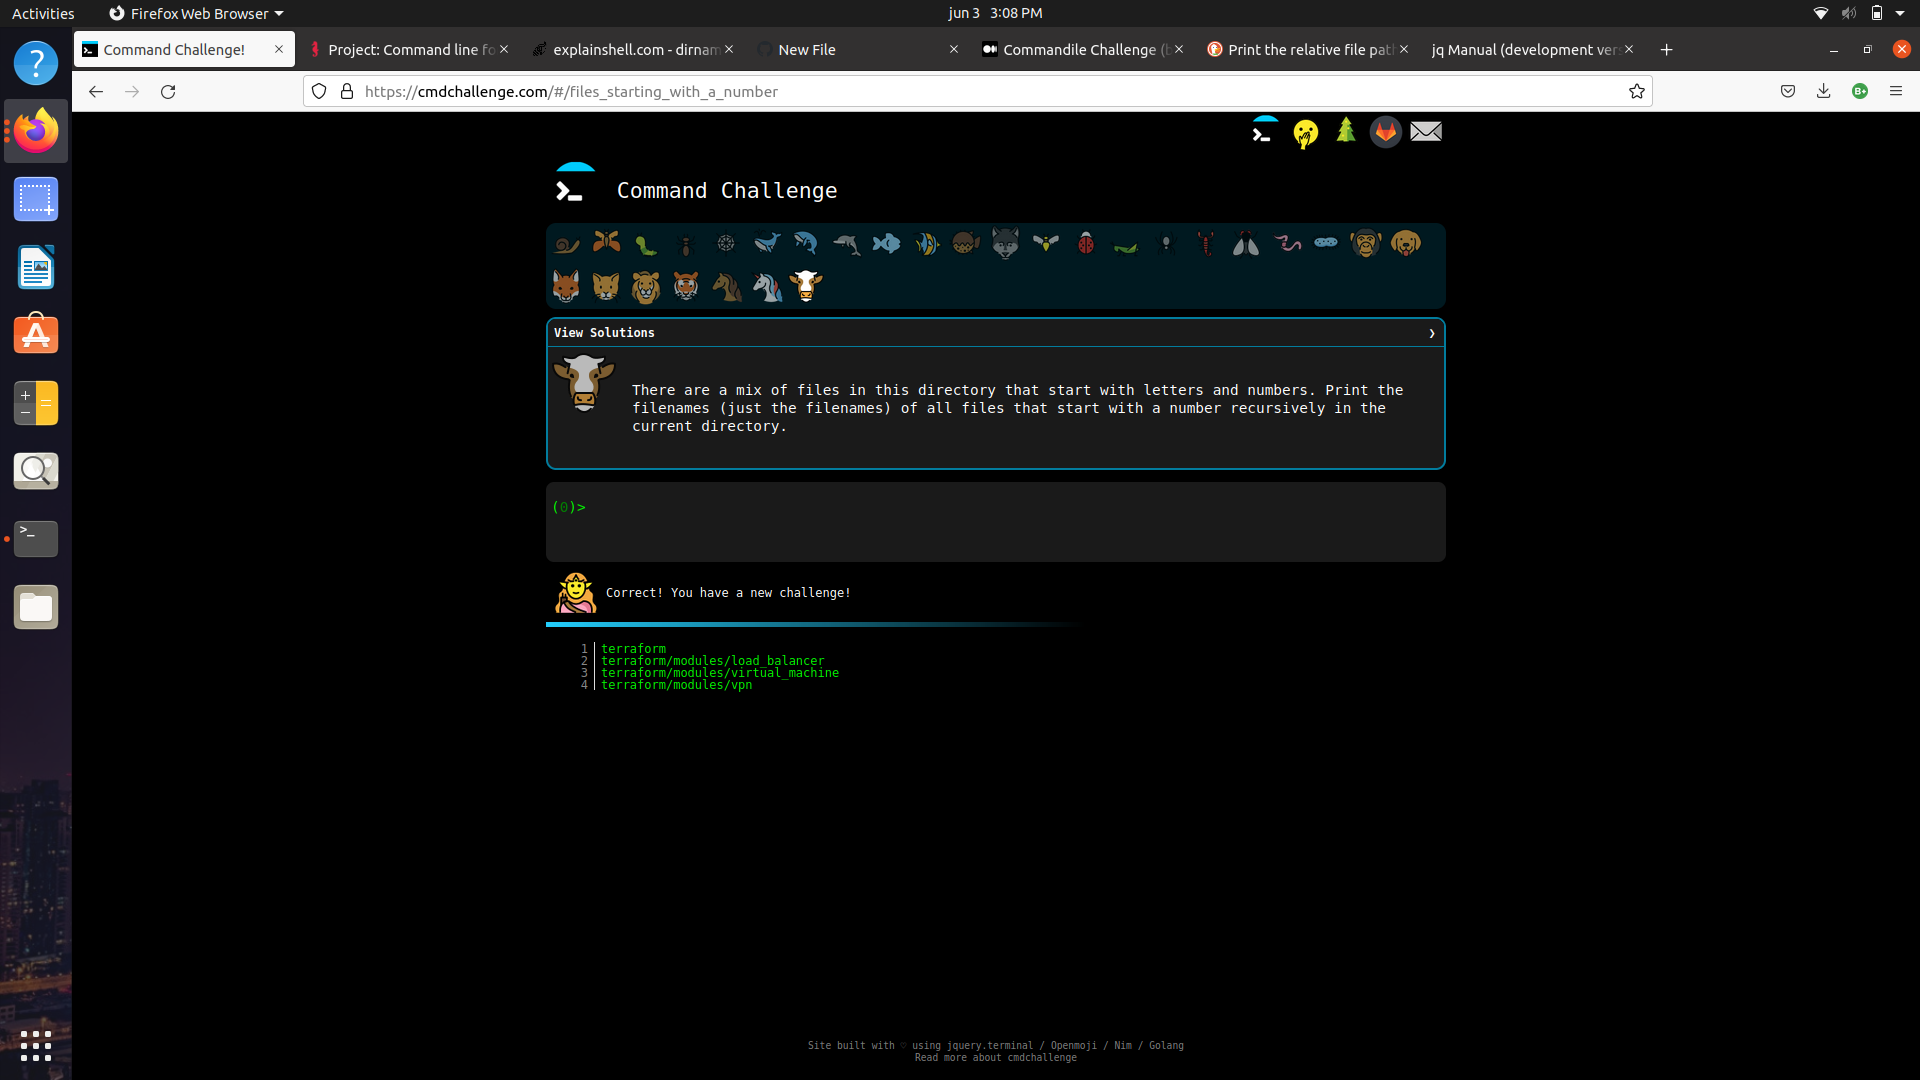 Activities
Firefox Web Browser
jun 3 3:08 PM
Command Challenge!
Project: Command line fo
explainshell.com - dirnam
New File
Commandile Challenge (b
Print the relative file path
jq Manual (development vers
https://cmdchallenge.com/#/files_starting_with_a_number
Command Challenge
View Solutions
There are a mix of files in this directory that start with letters and numbers. Print the
filenames (just the filenames) of all files that start with a number recursively in the
current directory.
(0)>
Correct! You have a new challenge!
1 terraform
2 terraform/modules/load_balancer
3 terraform/modules/virtual_machine
4 terraform/modules/vpn
Site built with ♡ using jquery.terminal / Openmoji / Nim / Golang
Read more about cmdchallenge